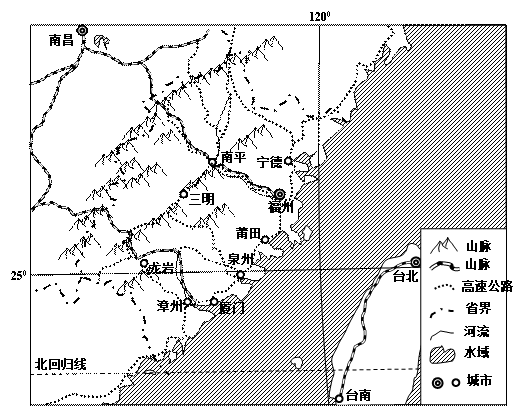 120⁰
南昌
南平
宁德
三明
福州
莆田
泉州
龙岩
25⁰
台北
漳州
厦门
北回归线
台南
山脉
山脉
高速公路
省界
河流
水域
城市